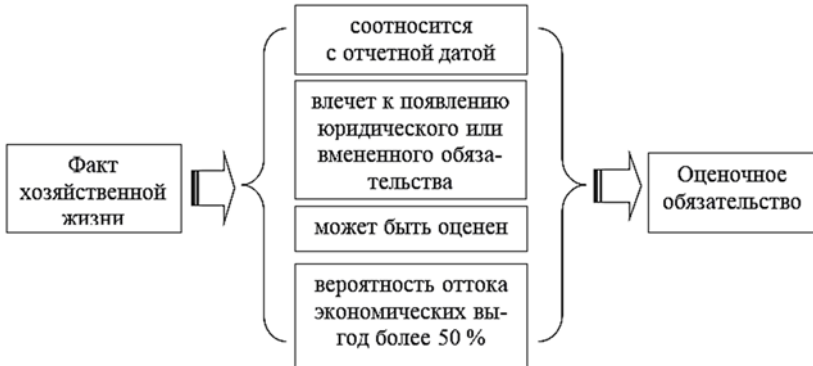 Факт
хозяйственной
жизни
соотносится
с отчетной датой
влечет к появлению
юридического или
вмененного обяза-
тельства
может быть оценен
вероятность оттока
экономических вы-
год более 50 %
Оценочное
обязательство